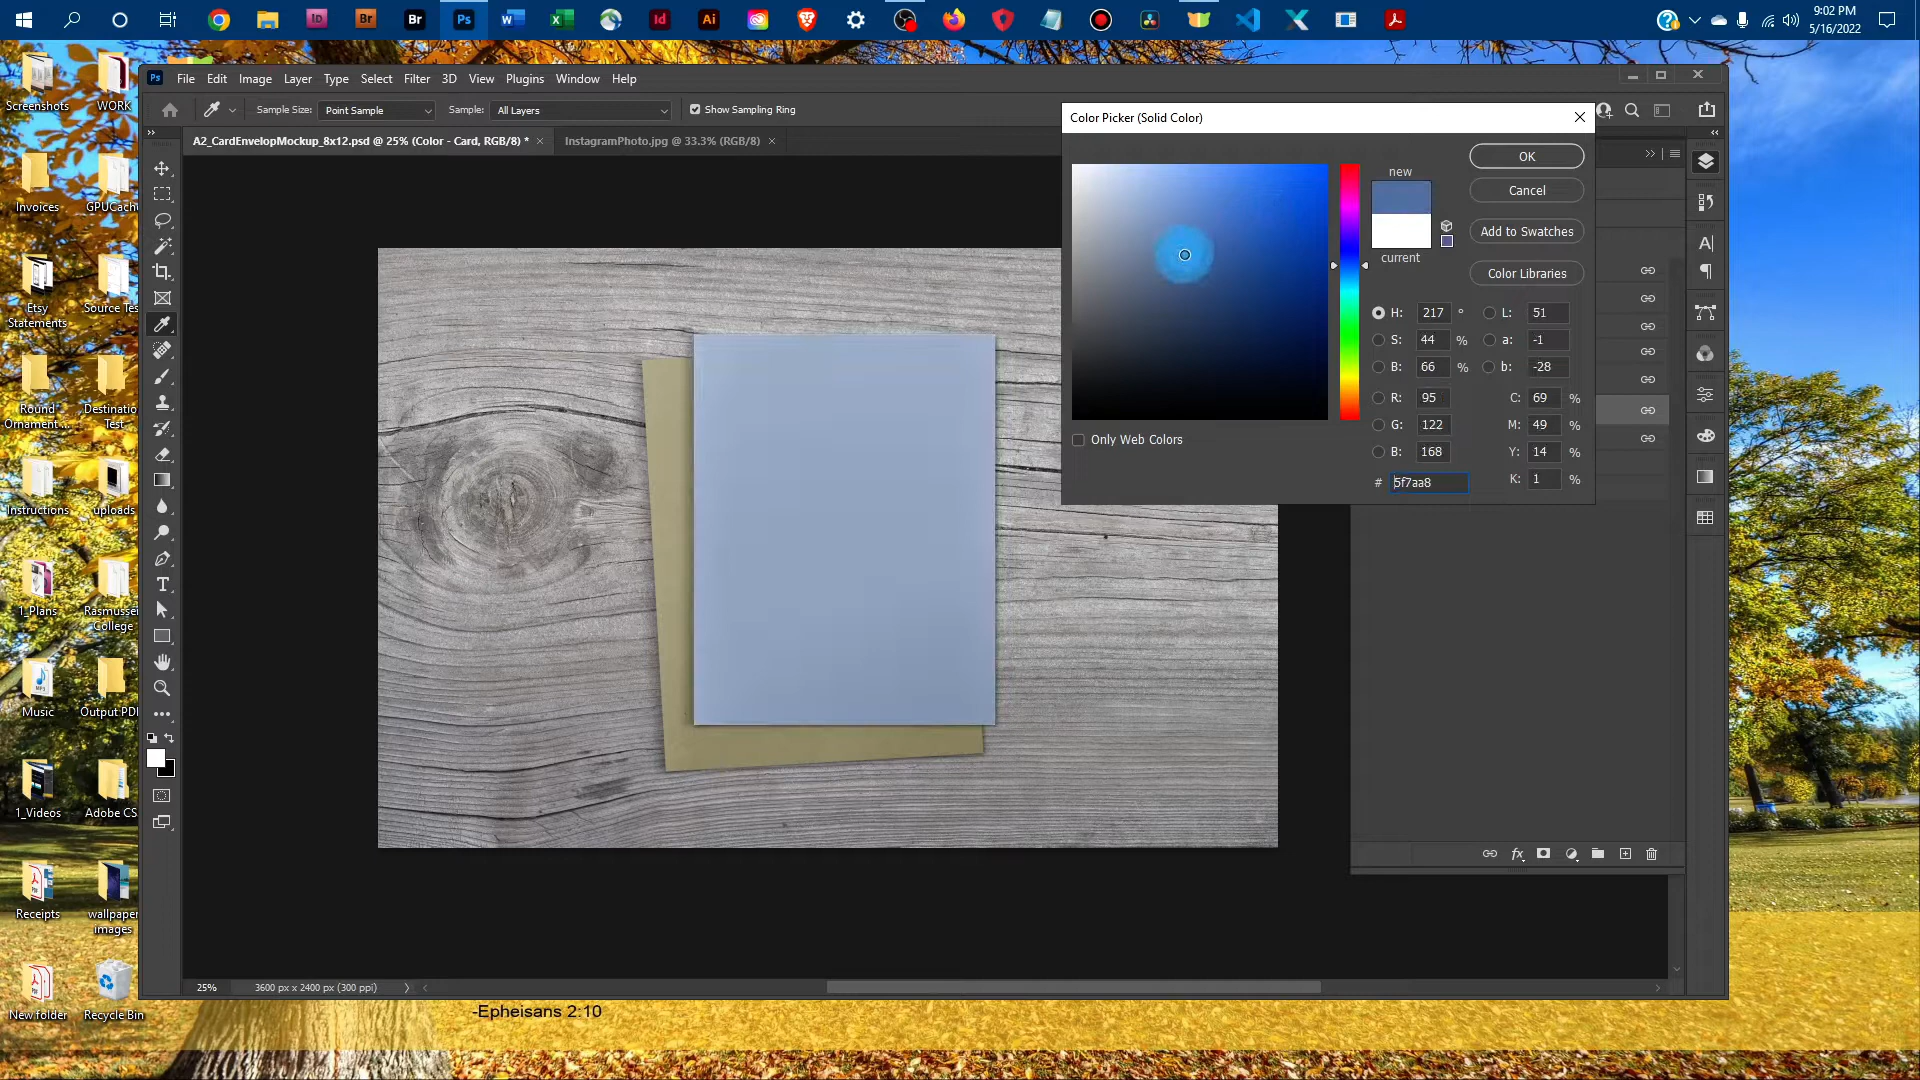 9:02 PM
5/16/2022
Screenshots
WORK
Invoices
GPUCach
Etsy
Statements
Source Tes
Round
Ornament ...
Destinatio
Test
Instructions
uploads
1_Plans
Rasmusser
College
Music
Output PD
1_Videos
Adobe CS
Receipts
wallpaper
images
New folder
Recycle Bin
Ps
File
Edit
Image
Layer
Type
Select
Filter
3D
View
Plugins
Window
Help
Sample Size:
Point Sample
Sample:
All Layers
Show Sampling Ring
A2_CardEnvelopMockup_8x12.psd @ 25% (Color - Card, RGB/8) *
InstagramPhoto.jpg @ 33.3% (RGB/8)
Color Picker (Solid Color)
new
current
OK
Cancel
Add to Swatches
Color Libraries
H: 217 °
L: 51
S: 44 %
a: -1
B: 66 %
b: -28
R: 95
C: 69 %
G: 122
M: 49 %
B: 168
Y: 14 %
# 5f7aa8
K: 1 %
Only Web Colors
25%
3600 px x 2400 px (300 ppi)
-Epheisans 2:10